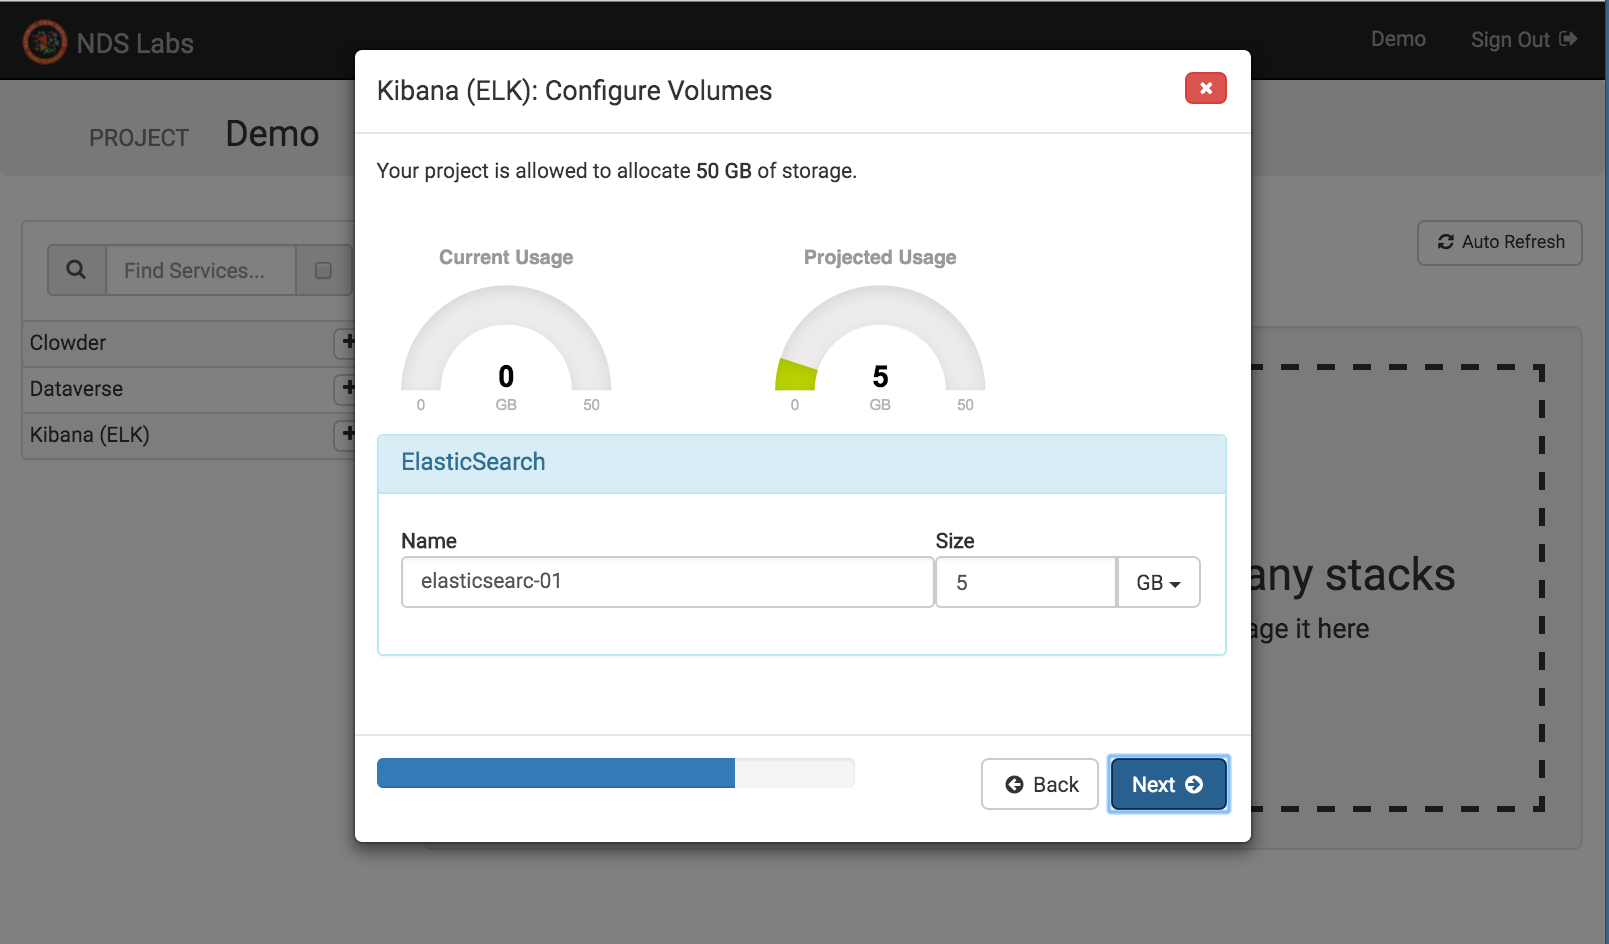 NDS Labs
Demo
Sign Out
Kibana (ELK): Configure Volumes
PROJECT Demo
Your project is allowed to allocate 50 GB of storage.
Auto Refresh
Find Services...
Current Usage
Projected Usage
0
0 GB 50
5
0 GB 50
Clowder
Dataverse
Kibana (ELK)
ElasticSearch
Name
Size
elasticsearc-01
5
GB
any stacks
age it here
Back
Next